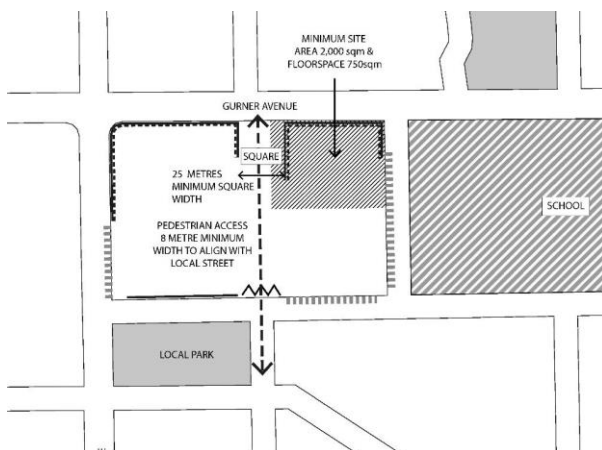 MINIMUM SITE
AREA 2,000 sqm &
FLOORSPACE 750sqm
GURNER AVENUE
SQUARE
25 METRES
MINIMUM SQUARE
WIDTH
SCHOOL
PEDESTRIAN ACCESS
8 METRE MINIMUM
WIDTH TO ALIGN WITH
LOCAL STREET
LOCAL PARK